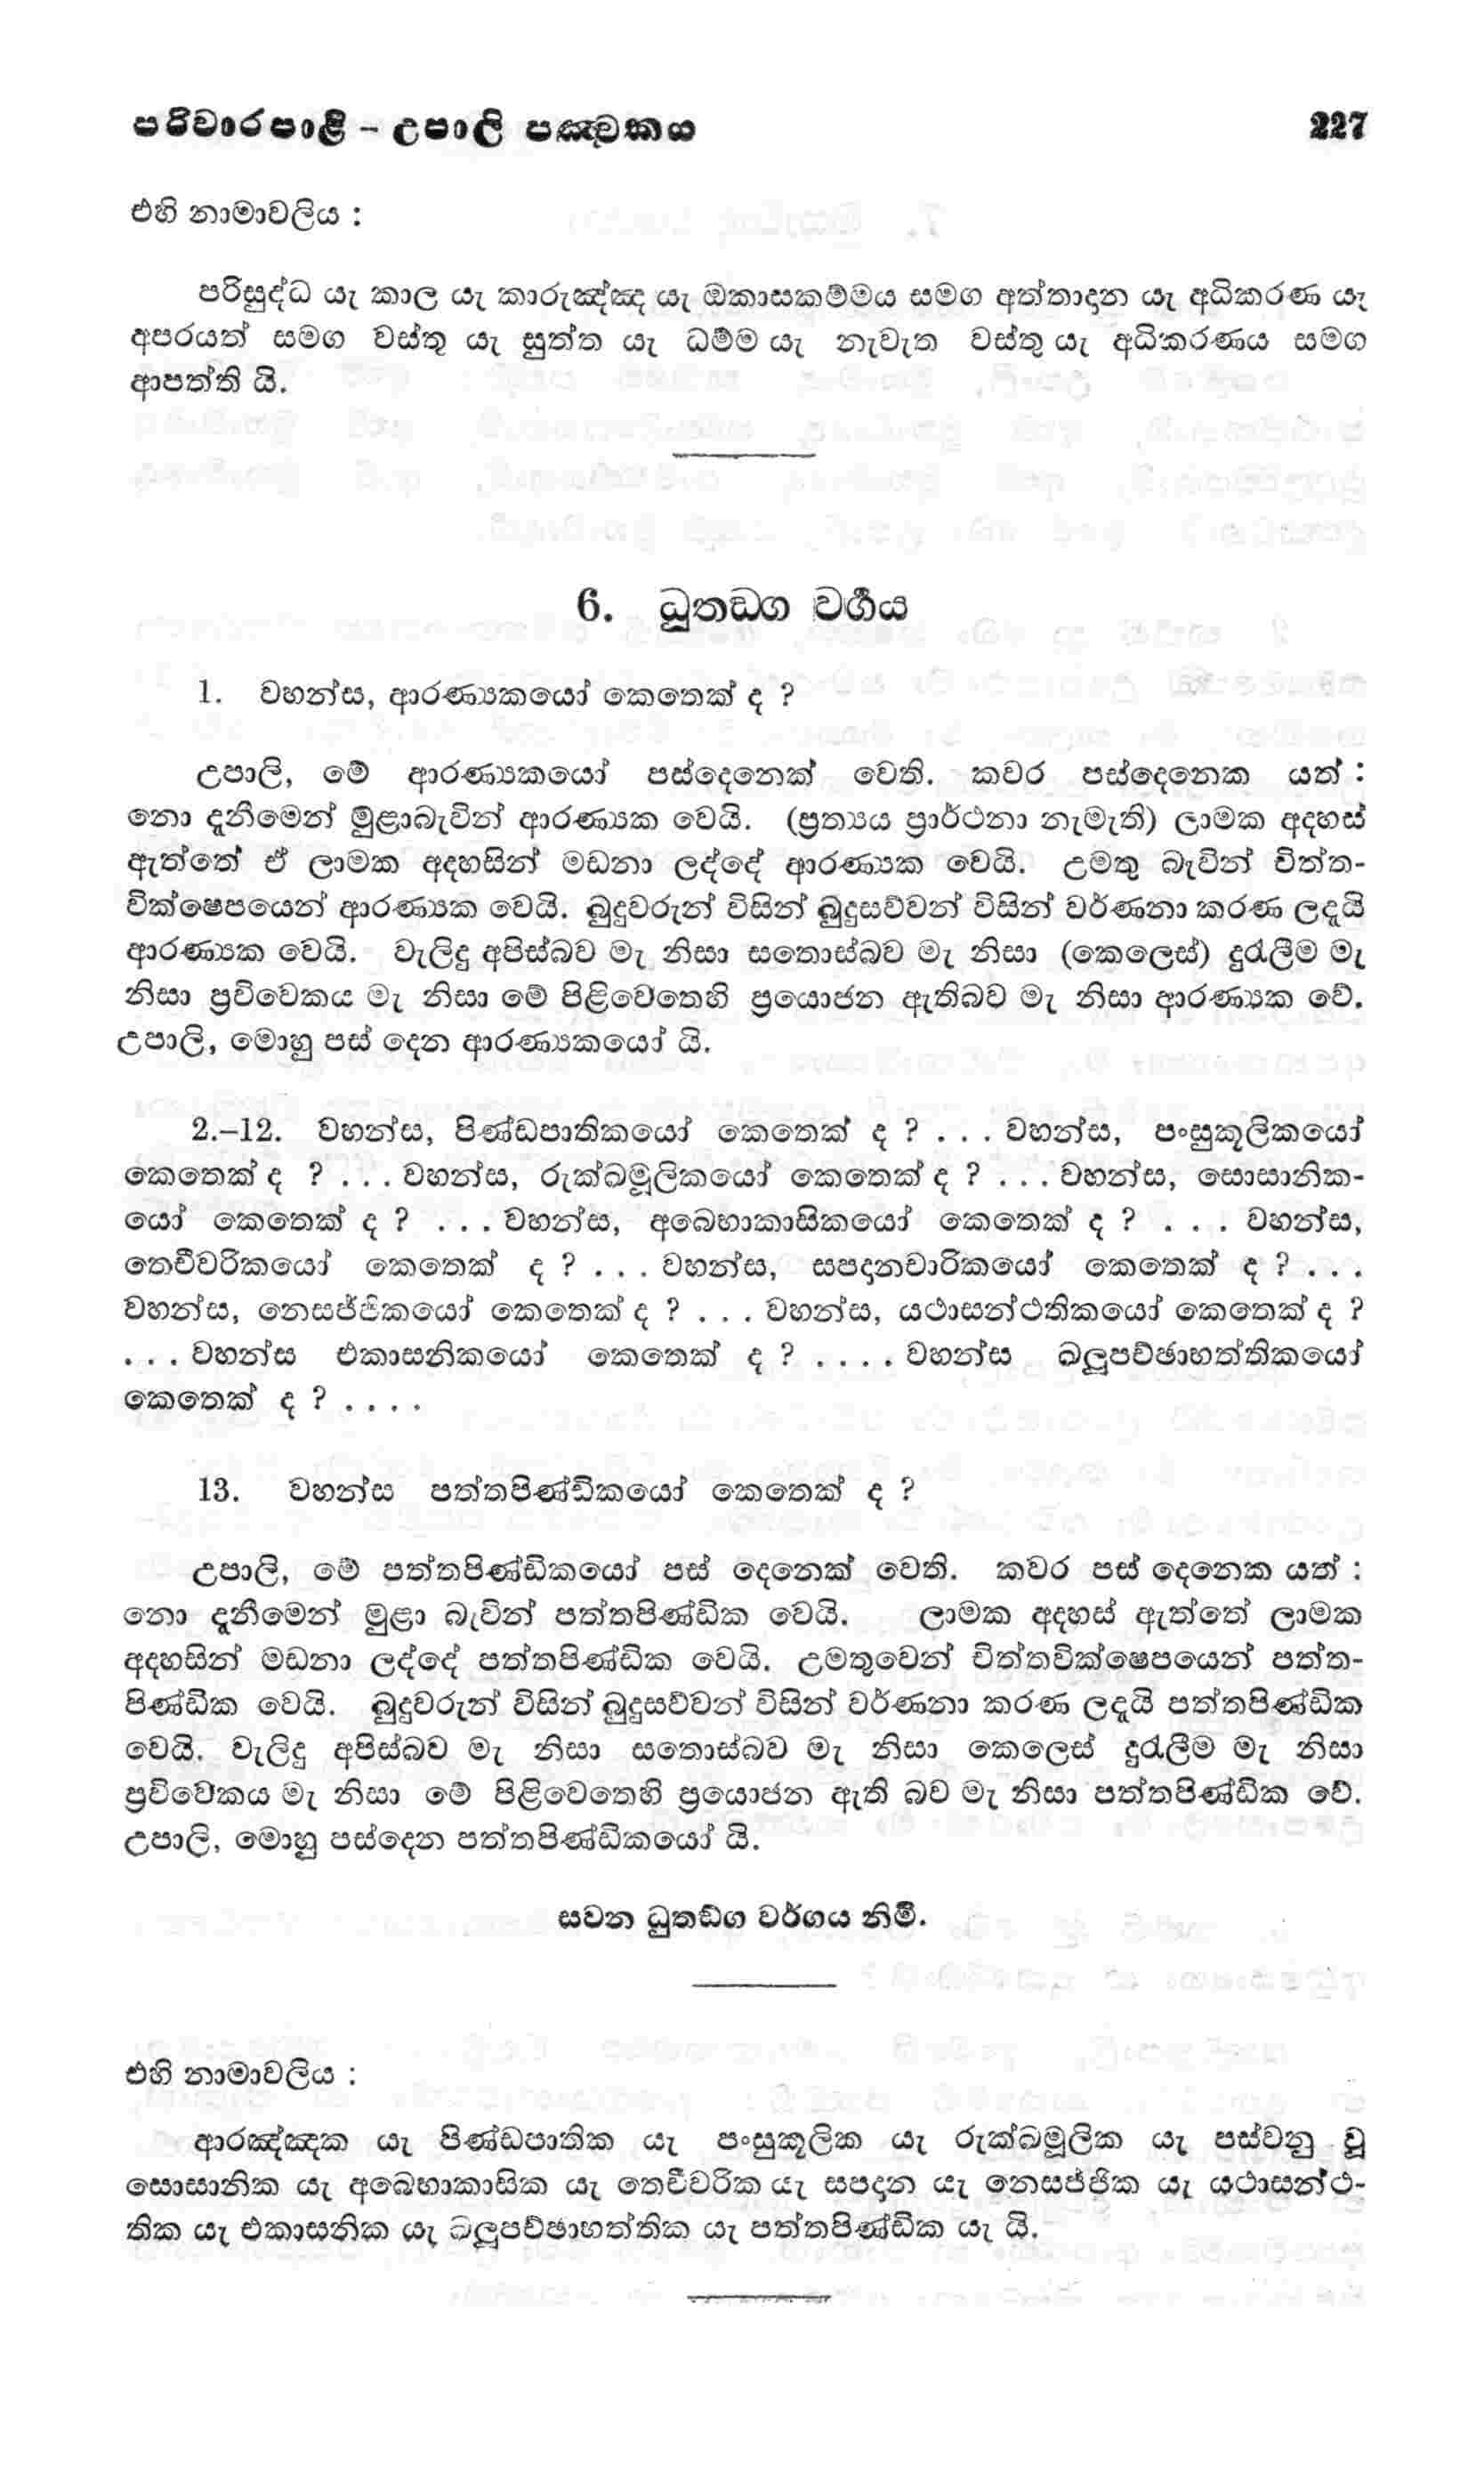 පරිවාරපාළි – උපාලි පඤ්චකය 227
එහි නාමාවලිය :
පරිසුද්ධ යැ කාල යැ කාරුඤ්ඤ යැ ඔකාසකම්මය සමග අත්තාදාන යැ අධිකරණ යැ
අපරයත් සමග වස්තු යැ සුත්ත යැ ධම්ම යැ නැවැත වස්තු යැ අධිකරණය සමග
ආපත්ති යි.
6. ධුතඞ්ග වර්ගය
1. වහන්ස, ආරණ්‍යකයෝ කෙතෙක් ද ?
උපාලි, මේ ආරණ්‍යකයෝ පස්දෙනෙක් වෙති. කවර පස්දෙනෙක යත් :
නො දැනීමෙන් මුළාබැවින් ආරණ්‍යක වෙයි. (ප්‍රත්‍යය ප්‍රාර්ථනා නැමැති) ලාමක අදහස්
ඇත්තේ ඒ ලාමක අදහසින් මඩනා ලද්දේ ආරණ්‍යක වෙයි. උමතු බැවින් චිත්ත-
වික්ෂෙපයෙන් ආරණ්‍යක වෙයි. බුදුවරුන් විසින් බුදුසව්වන් විසින් වර්ණනා කරණ ලදැයි
ආරණ්‍යක වෙයි. වැලිදු අපිස්බව මැ නිසා සතොස්බව මැ නිසා (කෙලෙස්) දුරැලීම මැ
නිසා ප්‍රවිවෙකය මැ නිසා මේ පිළිවෙතෙහි ප්‍රයොජන ඇතිබව මැ නිසා ආරණ්‍යක වේ.
උපාලි, මොහු පස් දෙන ආරණ්‍යකයෝ යි.
2.–12. වහන්ස, පිණ්ඩපාතිකයෝ කෙතෙක් ද ? . . . වහන්ස, පංසුකූලිකයෝ
කෙතෙක් ද ? . . . වහන්ස, රුක්ඛමූලිකයෝ කෙතෙක් ද ? . . . වහන්ස, සොසානික-
යෝ කෙතෙක් ද ? . . . වහන්ස, අබෙභාකාසිකයෝ කෙතෙක් ද ? . . . වහන්ස,
තෙචීවරිකයෝ කෙතෙක් ද ? . . . වහන්ස, සපදානචාරිකයෝ කෙතෙක් ද ? . . .
වහන්ස, නෙසජ්ජිකයෝ කෙතෙක් ද ? . . . වහන්ස, යථාසන්ථතිකයෝ කෙතෙක් ද ?
. . . වහන්ස එකාසනිකයෝ කෙතෙක් ද ? . . . . වහන්ස ඛලුපච්ඡාභත්තිකයෝ
කෙතෙක් ද ? . . . .
13. වහන්ස පත්තපිණ්ඩිකයෝ කෙතෙක් ද ?
උපාලි, මේ පත්තපිණ්ඩිකයෝ පස් දෙනෙක් වෙති. කවර පස් දෙනෙක යත් :
නො දැනීමෙන් මුළා බැවින් පත්තපිණ්ඩික වෙයි. ලාමක අදහස් ඇත්තේ ලාමක
අදහසින් මඩනා ලද්දේ පත්තපිණ්ඩික වෙයි. උමතුවෙන් චිත්තවික්ෂෙපයෙන් පත්ත-
පිණ්ඩික වෙයි. බුදුවරුන් විසින් බුදුසව්වන් විසින් වර්ණනා කරණ ලදැයි පත්තපිණ්ඩික
වෙයි. වැලිදු අපිස්බව මැ නිසා සතොස්බව මැ නිසා කෙලෙස් දුරැලීම මැ නිසා
ප්‍රවිවෙකය මැ නිසා මේ පිළිවෙතෙහි ප්‍රයොජන ඇති බව මැ නිසා පත්තපිණ්ඩික වේ.
උපාලි, මොහු පස්දෙන පත්තපිණ්ඩිකයෝ යි.
සවන ධුතඞ්ග වර්ගය නිමි.
එහි නාමාවලිය :
ආරඤ්ඤක යැ පිණ්ඩපාතික යැ පංසුකූලික යැ රුක්ඛමූලික යැ පස්වනු වූ
සොසානික යැ අබෙභාකාසික යැ තෙචීවරික යැ සපදාන යැ නෙසජ්ජික යැ යථාසන්ථ-
තික යැ එකාසනික යැ ඛලුපච්ඡාභත්තික යැ පත්තපිණ්ඩික යැ යි.